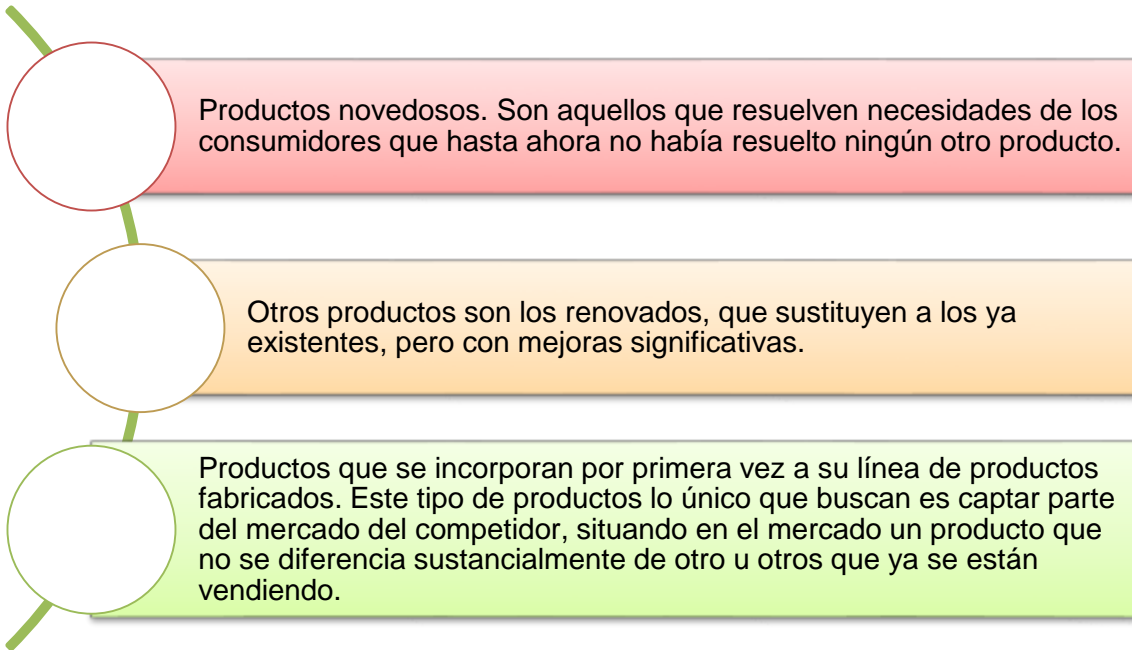 Productos novedosos. Son aquellos que resuelven necesidades de los
consumidores que hasta ahora no había resuelto ningún otro producto.
Otros productos son los renovados, que sustituyen a los ya
existentes, pero con mejoras significativas.
Productos que se incorporan por primera vez a su línea de productos
fabricados. Este tipo de productos lo único que buscan es captar parte
del mercado del competidor, situando en el mercado un producto que
no se diferencia sustancialmente de otro u otros que ya se están
vendiendo.